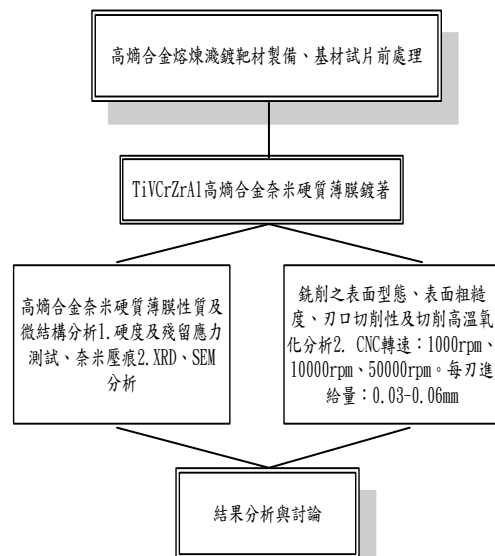 高熵合金熔煉濺鍍靶材製備、基材試片前處理
TiVCrZrAl高熵合金奈米硬質薄膜鍍著
高熵合金奈米硬質薄膜性質及
微結構分析1.硬度及殘留應力
測試、奈米壓痕2.XRD、SEM
分析
銑削之表面型態、表面粗糙
度、刃口切削性及切削高溫氧
化分析2. CNC轉速：1000rpm、
10000rpm、50000rpm。每刃進
給量：0.03-0.06mm
結果分析與討論